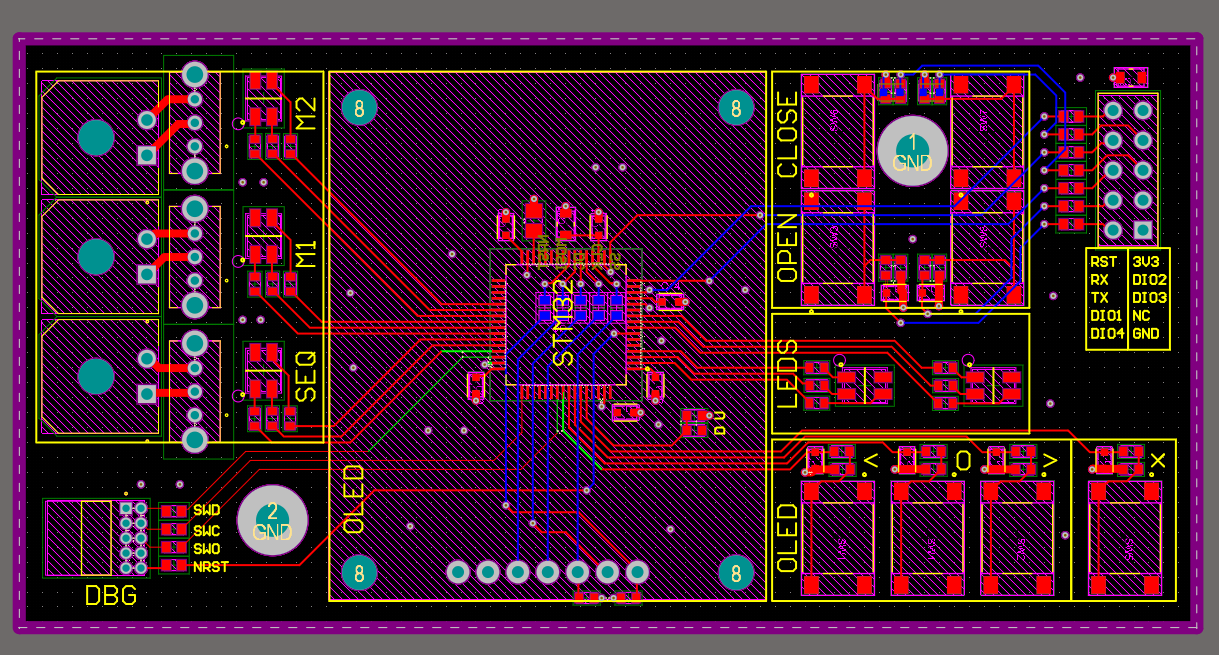 M2
M1
SEQ
8
8
8
8
STM32
OLED
D U
CLOSE
OPEN
1
GND
LEDS
RST 3V3
RX DIO2
TX DIO3
DIO1 NC
DIO4 GND
OLED
< O > X
SWD
SWC
SWO
NRST
2
GND
DBG